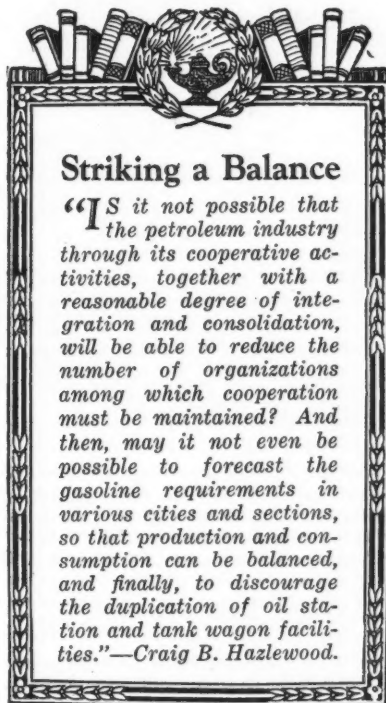 Striking a Balance
“IS it not possible that
the petroleum industry
through its cooperative ac-
tivities, together with a
reasonable degree of inte-
gration and consolidation,
will be able to reduce the
number of organizations
among which cooperation
must be maintained? And
then, may it not even be
possible to forecast the
gasoline requirements in
various cities and sections,
so that production and con-
sumption can be balanced,
and finally, to discourage
the duplication of oil sta-
tion and tank wagon facili-
ties.”—Craig B. Hazlewood.